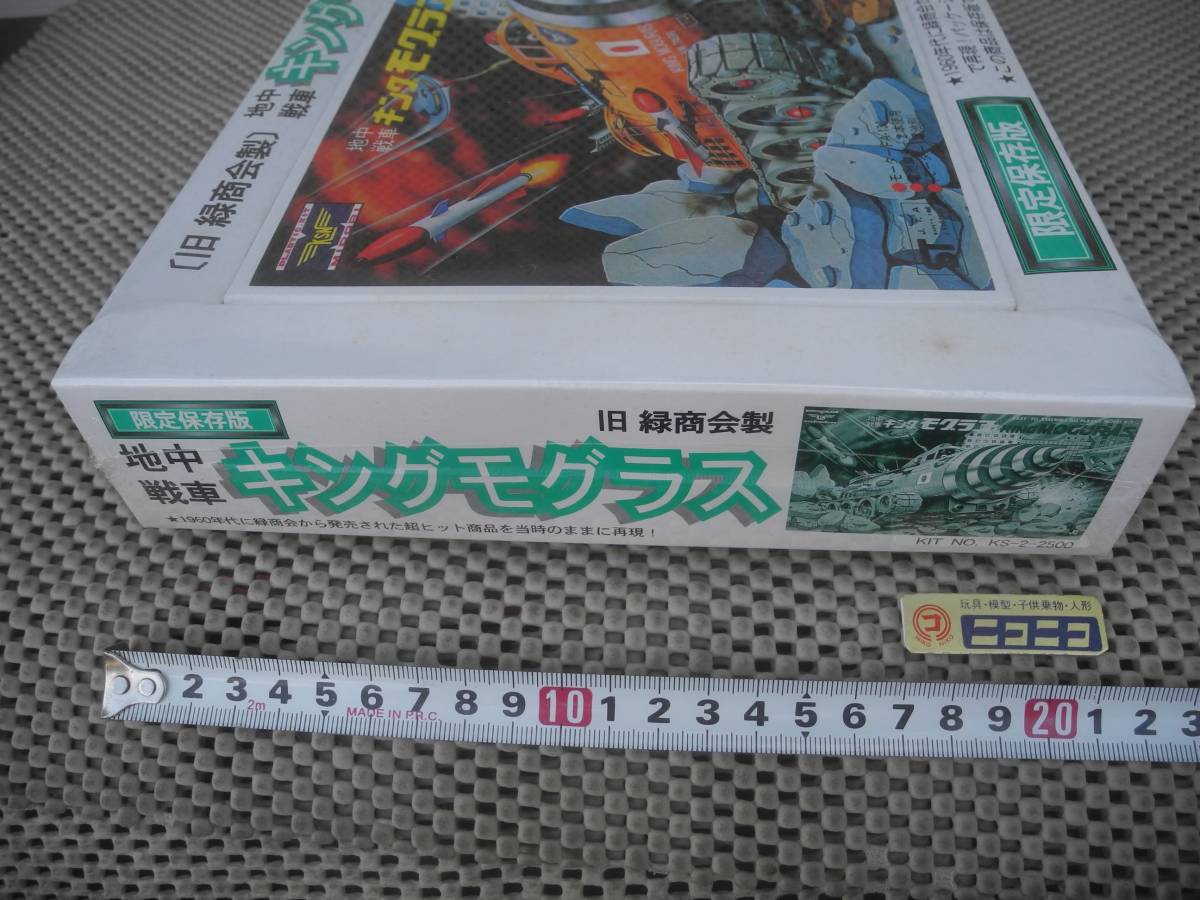 〔旧 緑商会製〕
地中
戦車
キング
地中
戦車
キングモグラス
KING MOGURAS
限定保存版
限定保存版
地中
戦車
キングモグラス
旧 緑商会製
★1960年代に緑商会から発売された超ヒット商品を当時のままに再現！
KIT NO. KS-2-2500
玩具・模型・子供乗物・人形
ニコニコ
2 3 4 5 6 7 8 9 10 1 2 3 4 5 6 7 8 9 20 1 2 3
2m
MADE IN P.R.C.